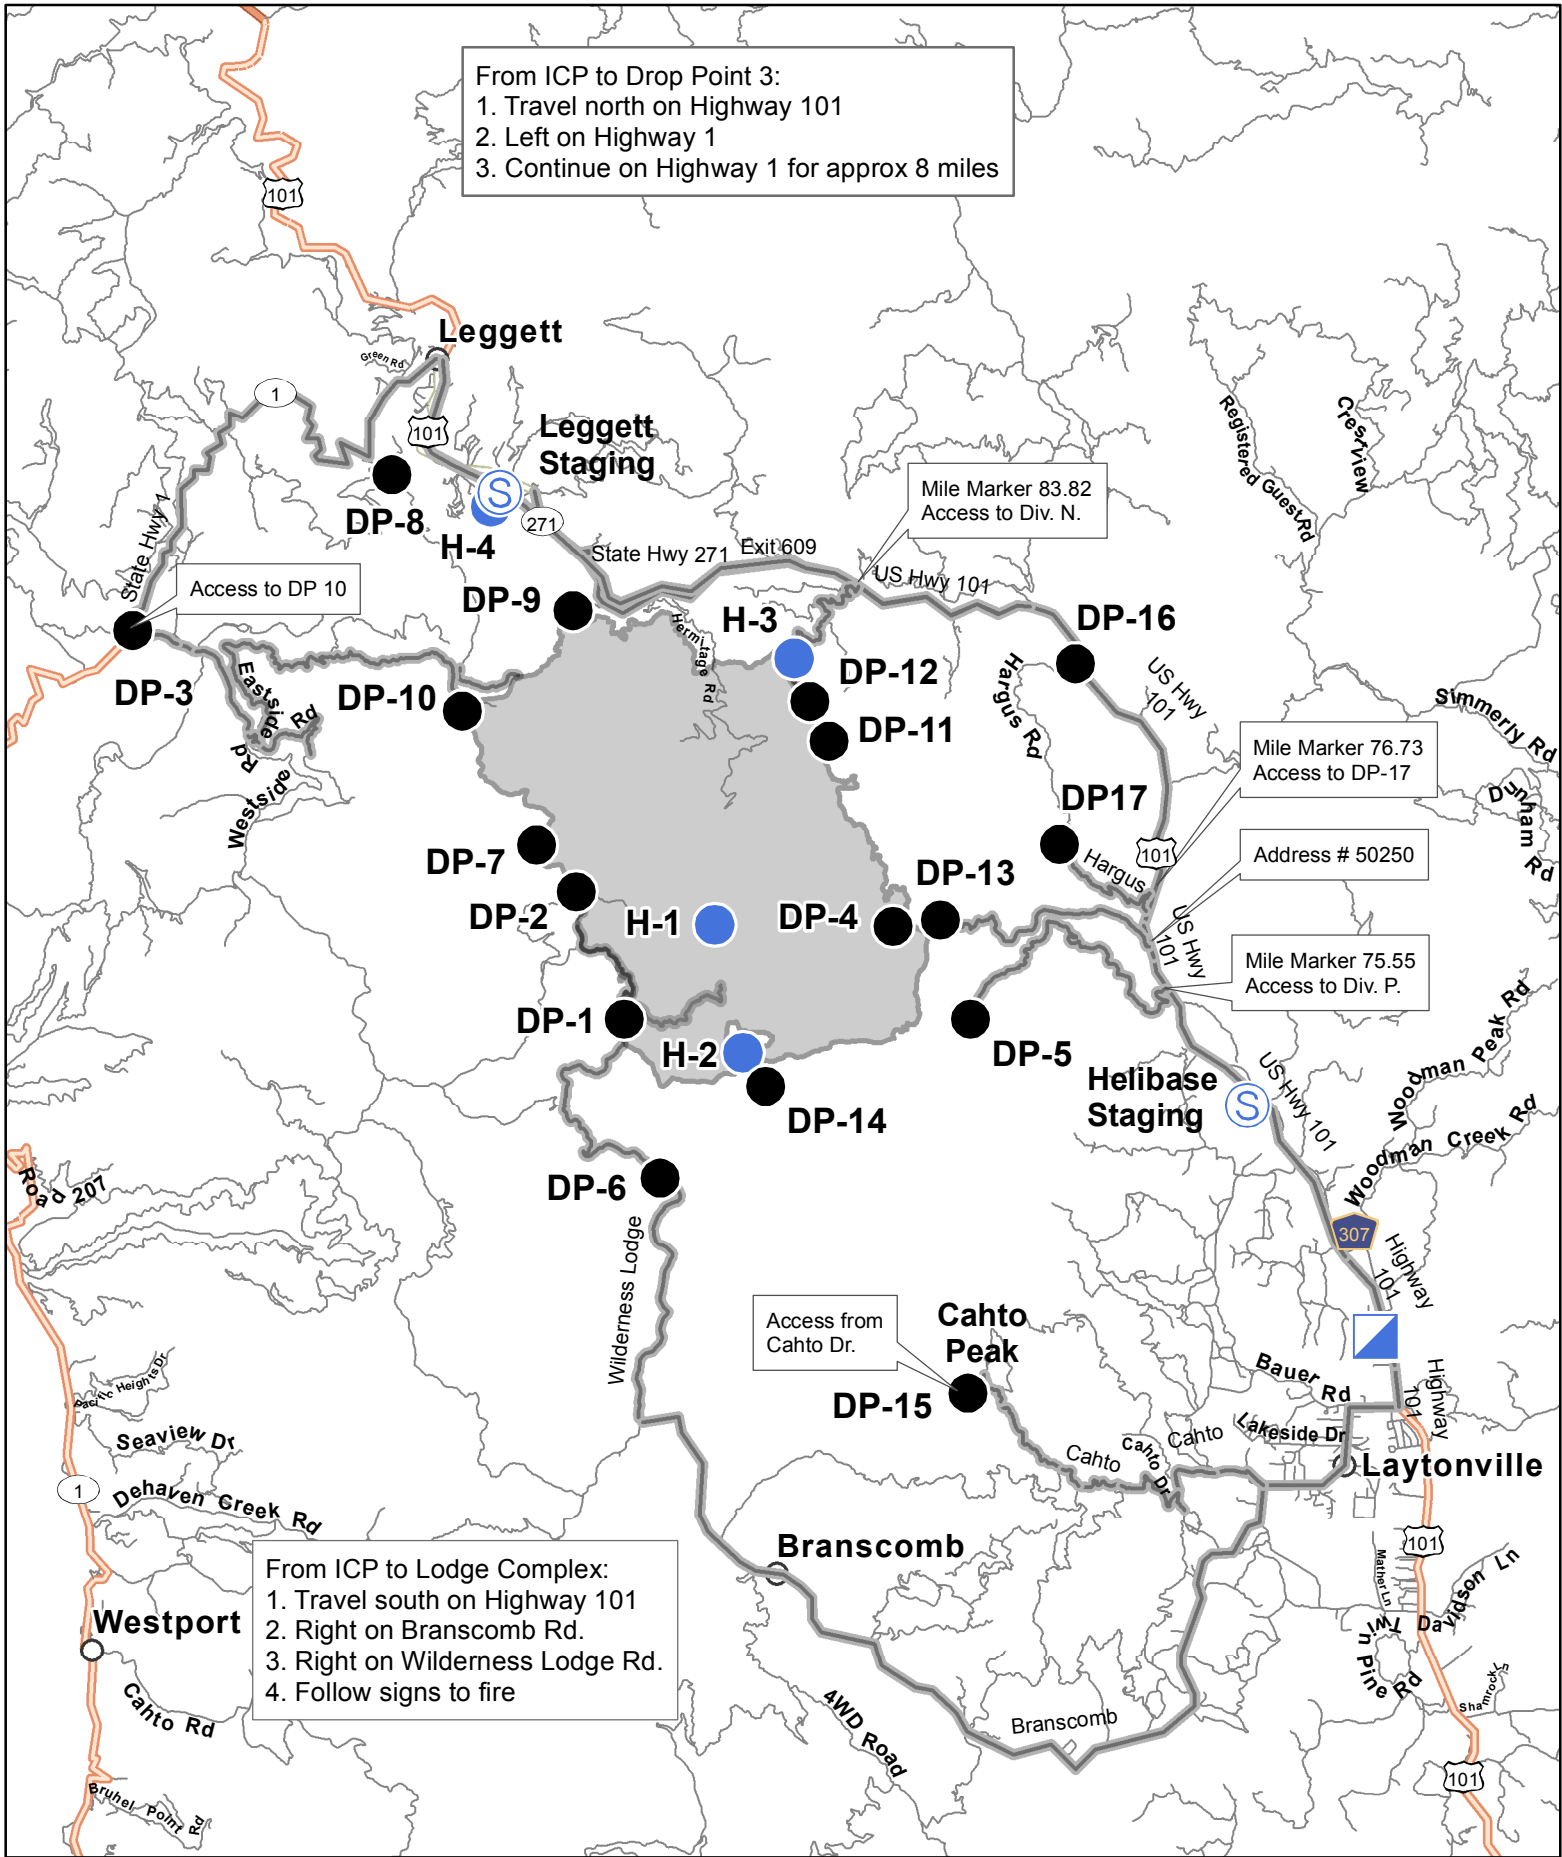 From ICP to Drop Point 3:
1. Travel north on Highway 101
2. Left on Highway 1
3. Continue on Highway 1 for approx 8 miles
101
Leggett
Green Rd
1
101
Leggett
Staging
S
Registered Guest Rd
Crestview
Mile Marker 83.82
Access to Div. N.
DP-8
H-4
271
State Hwy 1
State Hwy 271
Exit 609
US Hwy 101
Access to DP 10
DP-9
H-3
DP-16
Hermitage Rd
DP-12
Hargus Rd
US Hwy
101
DP-3
Eastside Rd
DP-10
DP-11
Simmerly Rd
Westside Rd
Mile Marker 76.73
Access to DP-17
Dunham Rd
DP17
101
Address # 50250
DP-7
Hargus
DP-13
DP-2
H-1
DP-4
US Hwy
101
Mile Marker 75.55
Access to Div. P.
DP-1
H-2
DP-5
Woodman Peak Rd
Helibase
Staging
S
US Hwy 101
DP-14
Woodman Creek Rd
Road 207
DP-6
307
Highway
101
Wilderness Lodge
Access from
Cahto Dr.
Cahto
Peak
Pacific Heights Dr
Bauer Rd
Highway
101
DP-15
Seaview Dr
Cahto
Cahto Dr
Cahto
Lakeside Dr
Laytonville
1
Dehaven Creek Rd
Branscomb
101
Mather Ln
Davidson Ln
From ICP to Lodge Complex:
1. Travel south on Highway 101
2. Right on Branscomb Rd.
3. Right on Wilderness Lodge Rd.
4. Follow signs to fire
Westport
Twin Pine Rd
Cahto Rd
4WD Road
Branscomb
101
Bruhel Point Rd